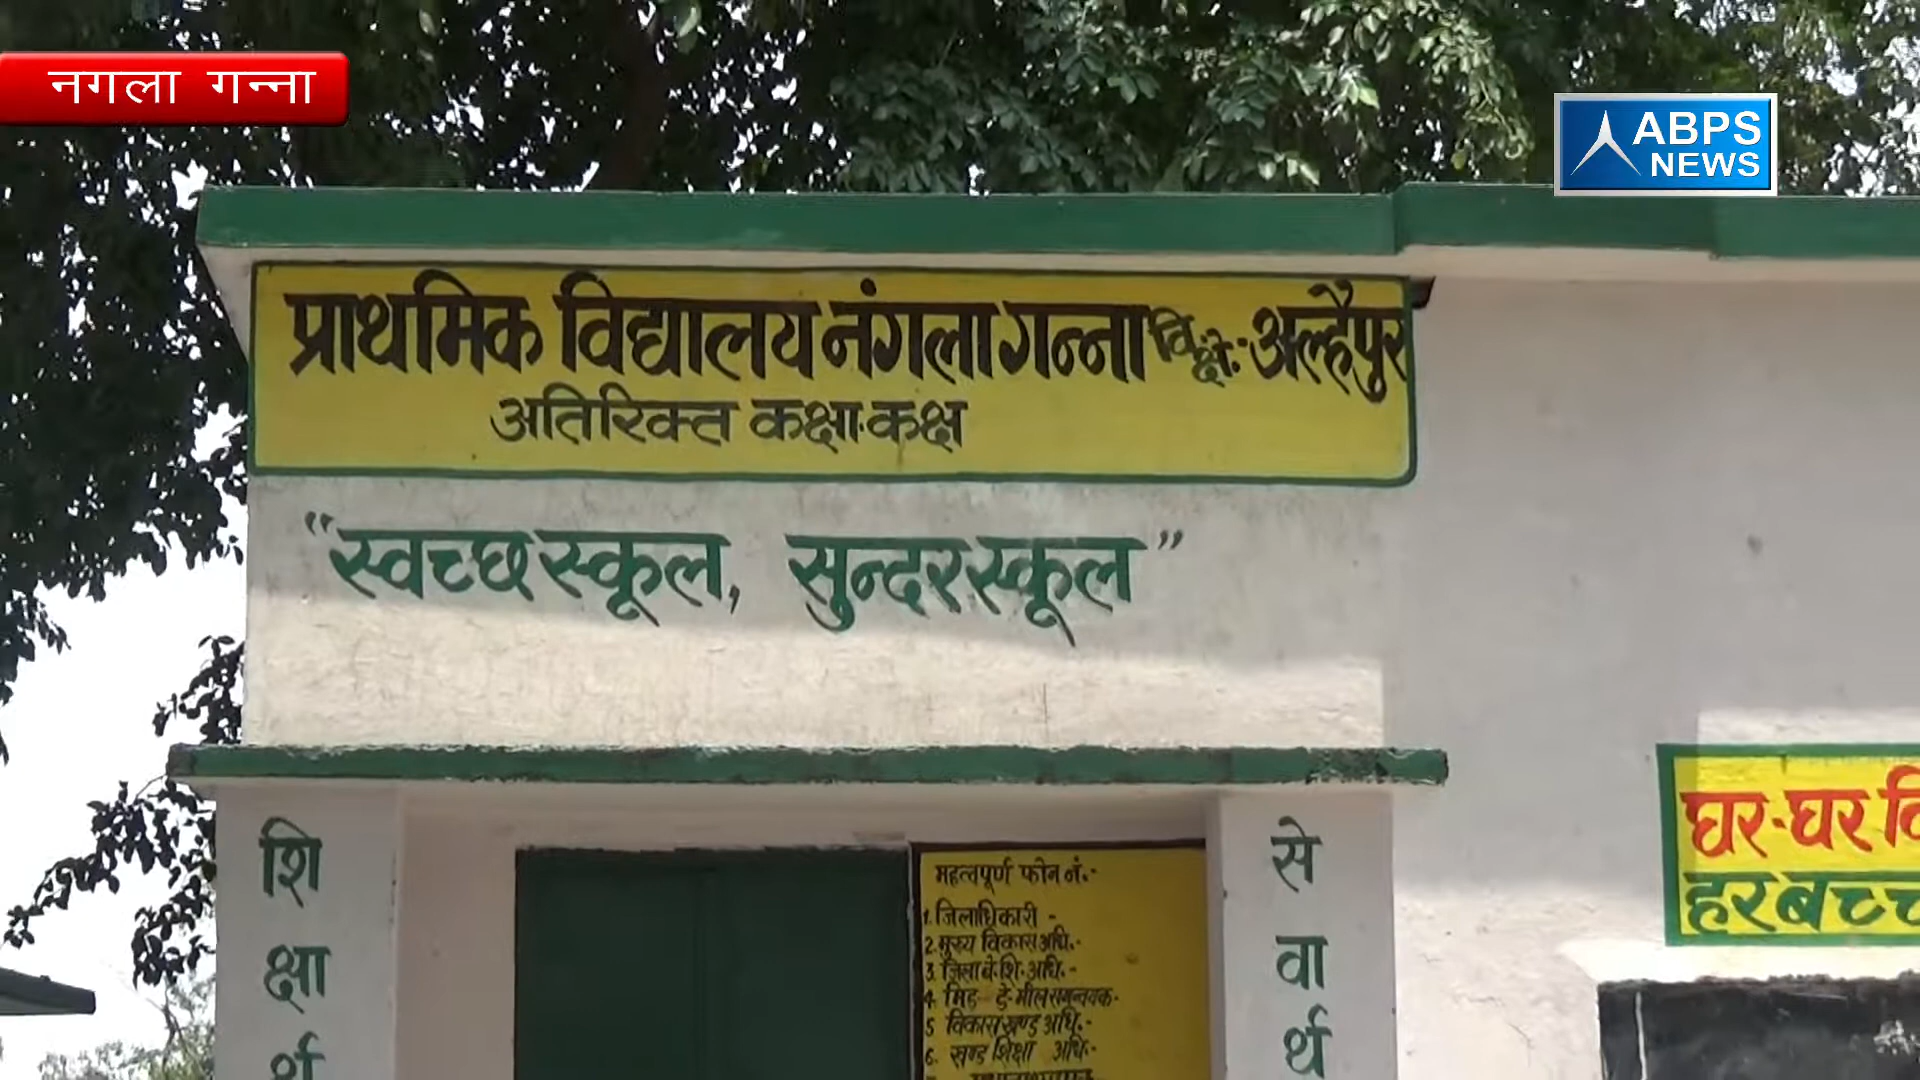 नगला गन्ना
ABPS
NEWS
प्राथमिक विद्यालय नंगला गन्ना वि.क्षे.:- अल्हैपुर
अतिरिक्त कक्षा-कक्ष
"स्वच्छ स्कूल, सुन्दर स्कूल"
शिक्षार्थ
सेवार्थ
महत्वपूर्ण फोन नं.-
1. जिलाधिकारी -
2. मुख्य विकास अधि.-
3. जिला बे.शि.अधि.-
4. मिड-डे-मील समन्वयक-
5 विकास खण्ड अधि.-
6. खण्ड शिक्षा अधि.-
घर-घर
हर बच्च